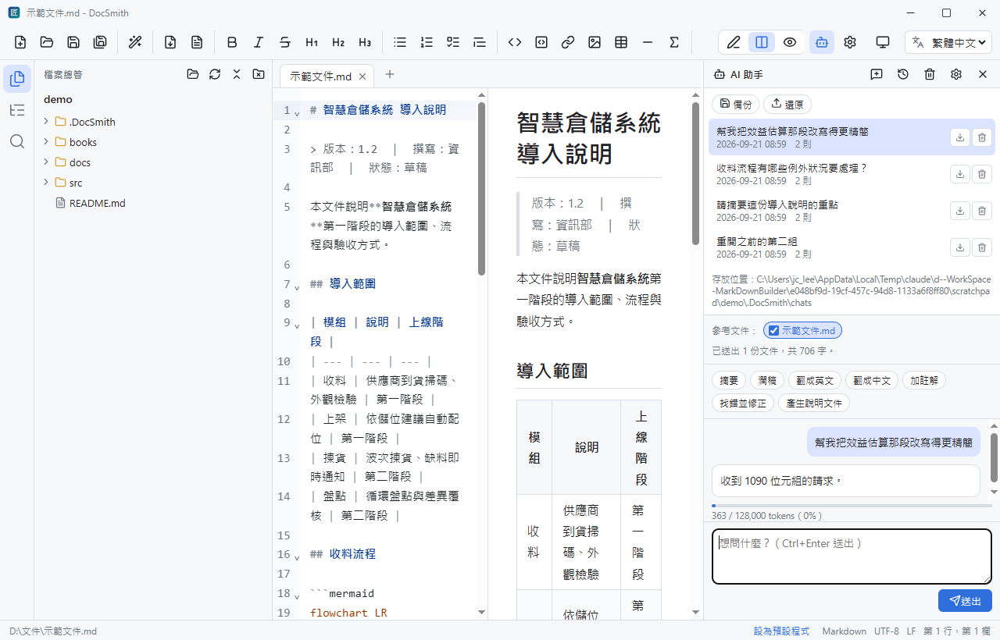 匠 示範文件.md - DocSmith
B I S H1 H2 H3 Σ 繁體中文
檔案總管
demo
.DocSmith
books
docs
src
README.md
示範文件.md
1 # 智慧倉儲系統 導入說明
2
3 > 版本：1.2 | 撰寫：資
訊部 | 狀態：草稿
4
5 本文件說明**智慧倉儲系統
**第一階段的導入範圍、流
程與驗收方式。
6
7 ## 導入範圍
8
9 | 模組 | 說明 | 上線階
段 |
10 | --- | --- | --- |
11 | 收料 | 供應商到貨掃碼、
外觀檢驗 | 第一階段 |
12 | 上架 | 依儲位建議自動配
位 | 第一階段 |
13 | 揀貨 | 波次揀貨、缺料即
時通知 | 第二階段 |
14 | 盤點 | 循環盤點與差異覆
核 | 第二階段 |
15
16 ## 收料流程
17
18 ```mermaid
19 flowchart LR
智慧倉儲系統
導入說明
版本：1.2 | 撰
寫：資訊部 | 狀
態：草稿
本文件說明智慧倉儲系統第
一階段的導入範圍、流程與
驗收方式。
導入範圍
模組 說明 上線階段
收料 供應商到貨掃碼、外觀檢驗 第一階段
依儲位 第
AI 助手
備份 還原
幫我把效益估算那段改寫得更精簡
2026-09-21 08:59 2 則
收料流程有哪些例外狀況要處理？
2026-09-21 08:59 2 則
請摘要這份導入說明的重點
2026-09-21 08:59 2 則
重開之前的第二組
2026-09-21 08:59 2 則
存放位置：C:\Users\jc_lee\AppData\Local\Temp\claude\d--WorkSpace
-MarkDownBuilder\e048bf9d-19cf-457c-94d8-1133a6f8ff80\scratchpa
d\demo\.DocSmith\chats
參考文件： 示範文件.md
已送出 1 份文件，共 706 字。
摘要 潤稿 翻成英文 翻成中文 加註解
找錯並修正 產生說明文件
幫我把效益估算那段改寫得更精簡
收到 1090 位元組的請求。
363 / 128,000 tokens ( 0% )
想問什麼？（ Ctrl+Enter 送出 ）
送出
D:\文件\示範文件.md 設為預設程式 Markdown UTF-8 LF 第 1 行，第 1 欄